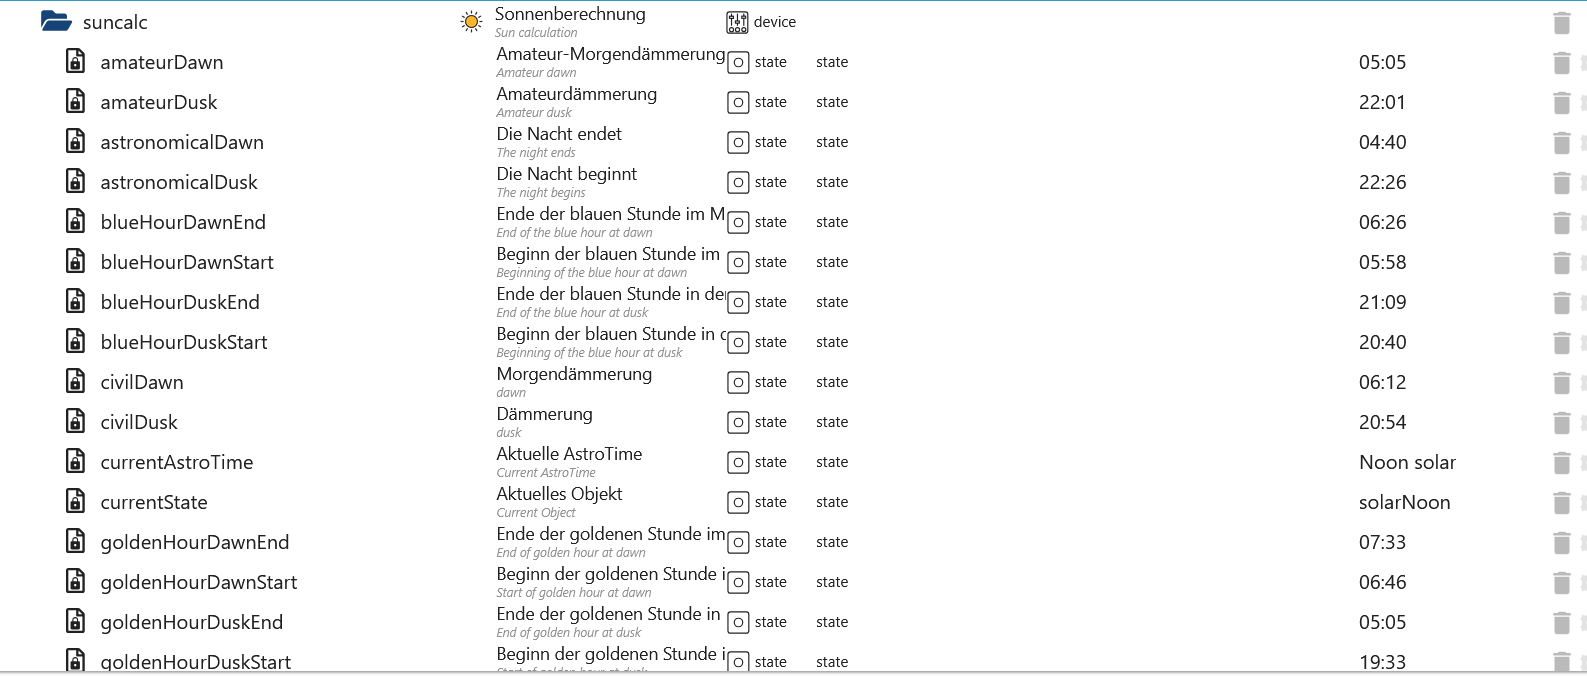 suncalc Sonnenberechnung device
Sun calculation
amateurDawn Amateur-Morgendämmerung state state 05:05
Amateur dawn
amateurDusk Amateurdämmerung state state 22:01
Amateur dusk
astronomicalDawn Die Nacht endet state state 04:40
The night ends
astronomicalDusk Die Nacht beginnt state state 22:26
The night begins
blueHourDawnEnd Ende der blauen Stunde im M state state 06:26
End of the blue hour at dawn
blueHourDawnStart Beginn der blauen Stunde im state state 05:58
Beginning of the blue hour at dawn
blueHourDuskEnd Ende der blauen Stunde in der state state 21:09
End of the blue hour at dusk
blueHourDuskStart Beginn der blauen Stunde in state state 20:40
Beginning of the blue hour at dusk
civilDawn Morgendämmerung state state 06:12
dawn
civilDusk Dämmerung state state 20:54
dusk
currentAstroTime Aktuelle AstroTime state state Noon solar
Current AstroTime
currentState Aktuelles Objekt state state solarNoon
Current Object
goldenHourDawnEnd Ende der goldenen Stunde im state state 07:33
End of golden hour at dawn
goldenHourDawnStart Beginn der goldenen Stunde i state state 06:46
Start of golden hour at dawn
goldenHourDuskEnd Ende der goldenen Stunde in state state 05:05
End of golden hour at dusk
goldenHourDuskStart Beginn der goldenen Stunde i state state 19:33
Start of golden hour at dusk